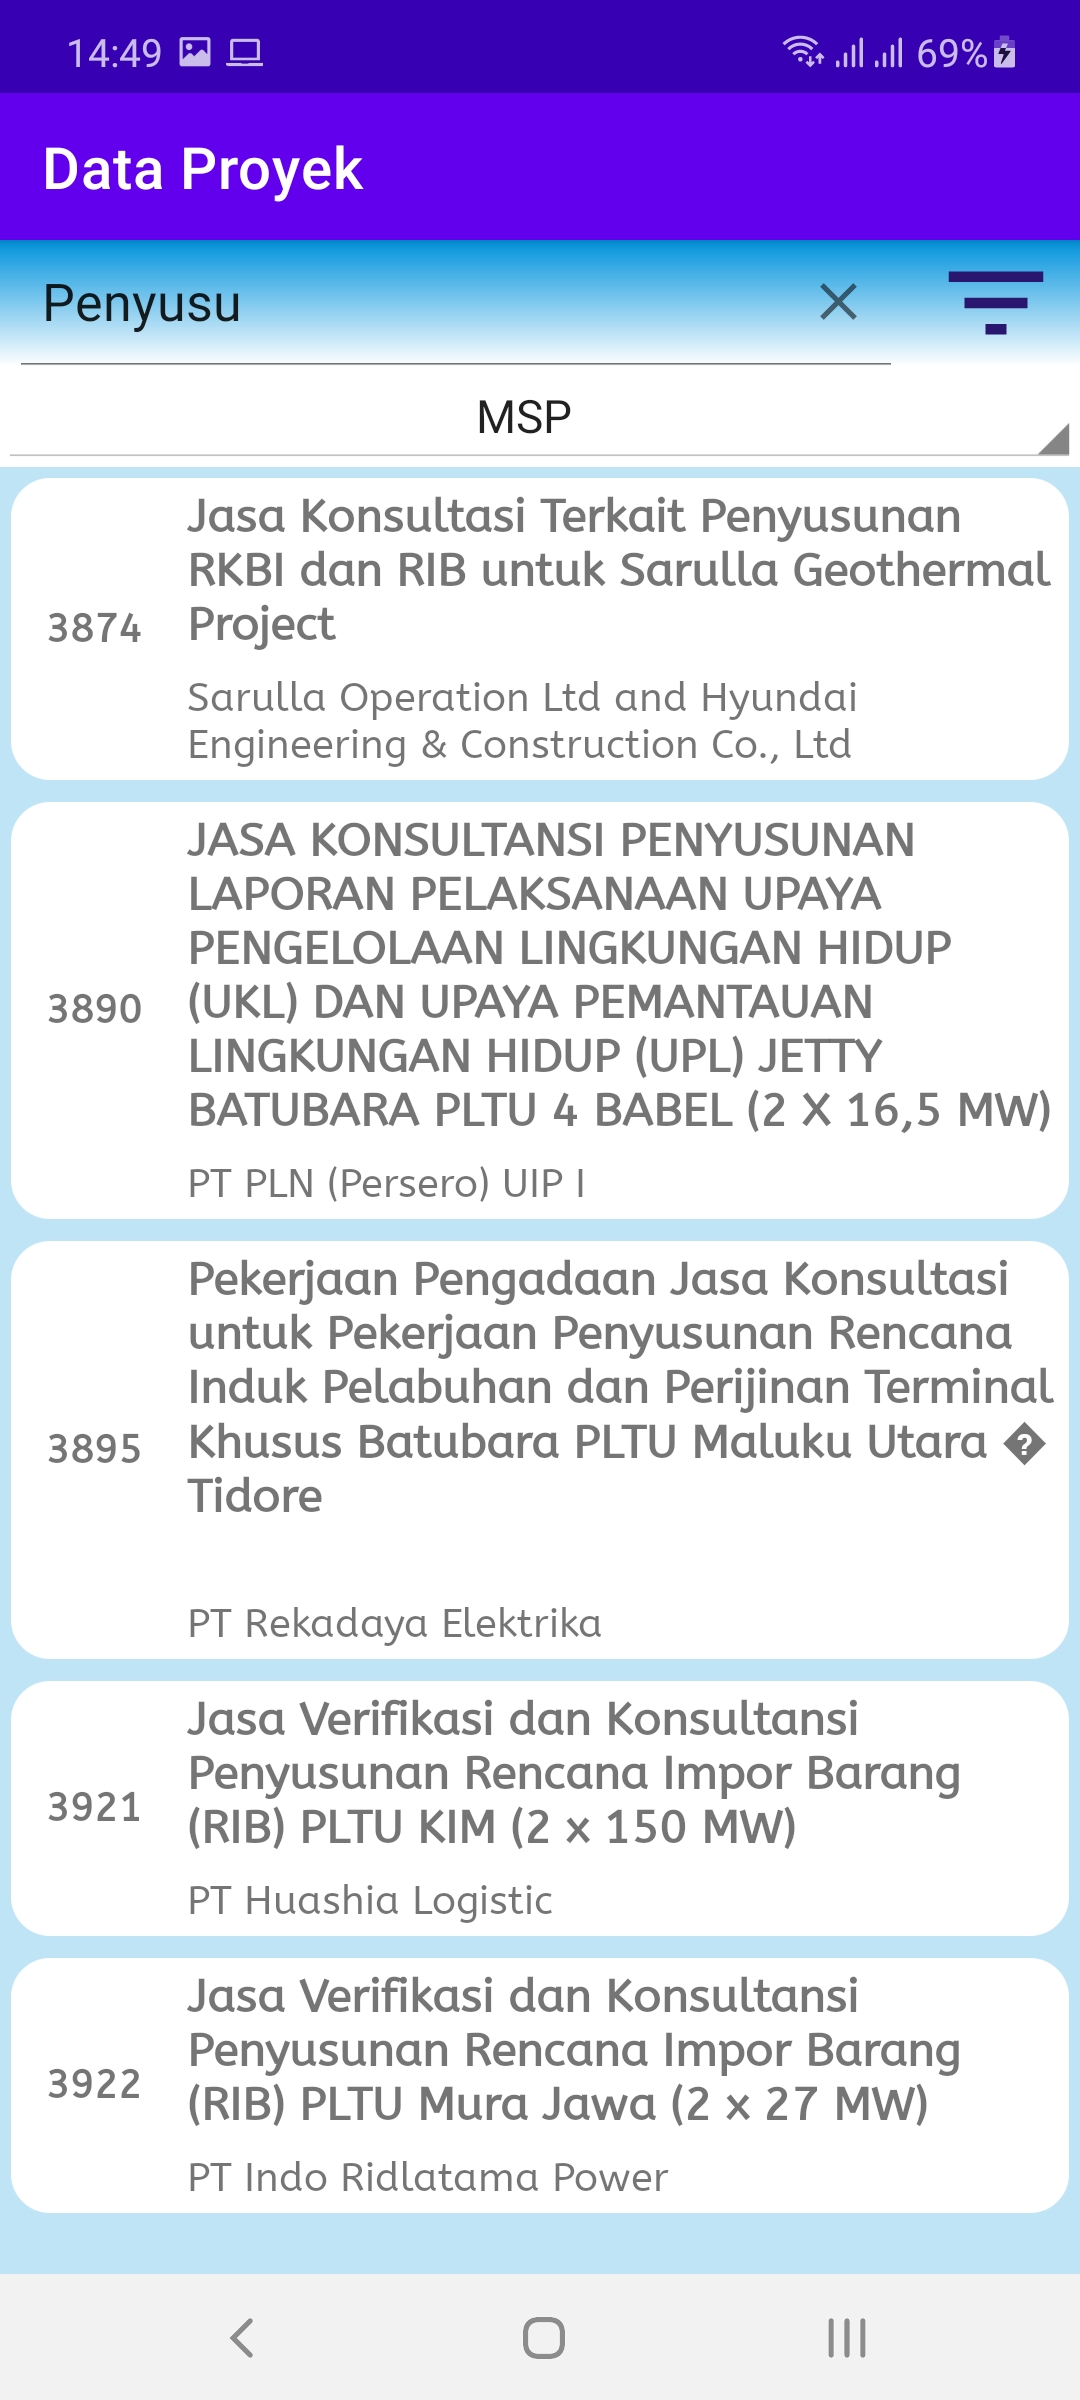 14:49
69%
Data Proyek
Penyusu
MSP
Jasa Konsultasi Terkait Penyusunan
RKBI dan RIB untuk Sarulla Geothermal
Project
3874
Sarulla Operation Ltd and Hyundai
Engineering & Construction Co., Ltd
JASA KONSULTANSI PENYUSUNAN
LAPORAN PELAKSANAAN UPAYA
PENGELOLAAN LINGKUNGAN HIDUP
3890
(UKL) DAN UPAYA PEMANTAUAN
LINGKUNGAN HIDUP (UPL) JETTY
BATUBARA PLTU 4 BABEL (2 X 16,5 MW)
PT PLN (Persero) UIP I
Pekerjaan Pengadaan Jasa Konsultasi
untuk Pekerjaan Penyusunan Rencana
Induk Pelabuhan dan Perijinan Terminal
3895
Khusus Batubara PLTU Maluku Utara �
Tidore
PT Rekadaya Elektrika
Jasa Verifikasi dan Konsultansi
Penyusunan Rencana Impor Barang
3921
(RIB) PLTU KIM (2 x 150 MW)
PT Huashia Logistic
Jasa Verifikasi dan Konsultansi
Penyusunan Rencana Impor Barang
3922
(RIB) PLTU Mura Jawa (2 x 27 MW)
PT Indo Ridlatama Power